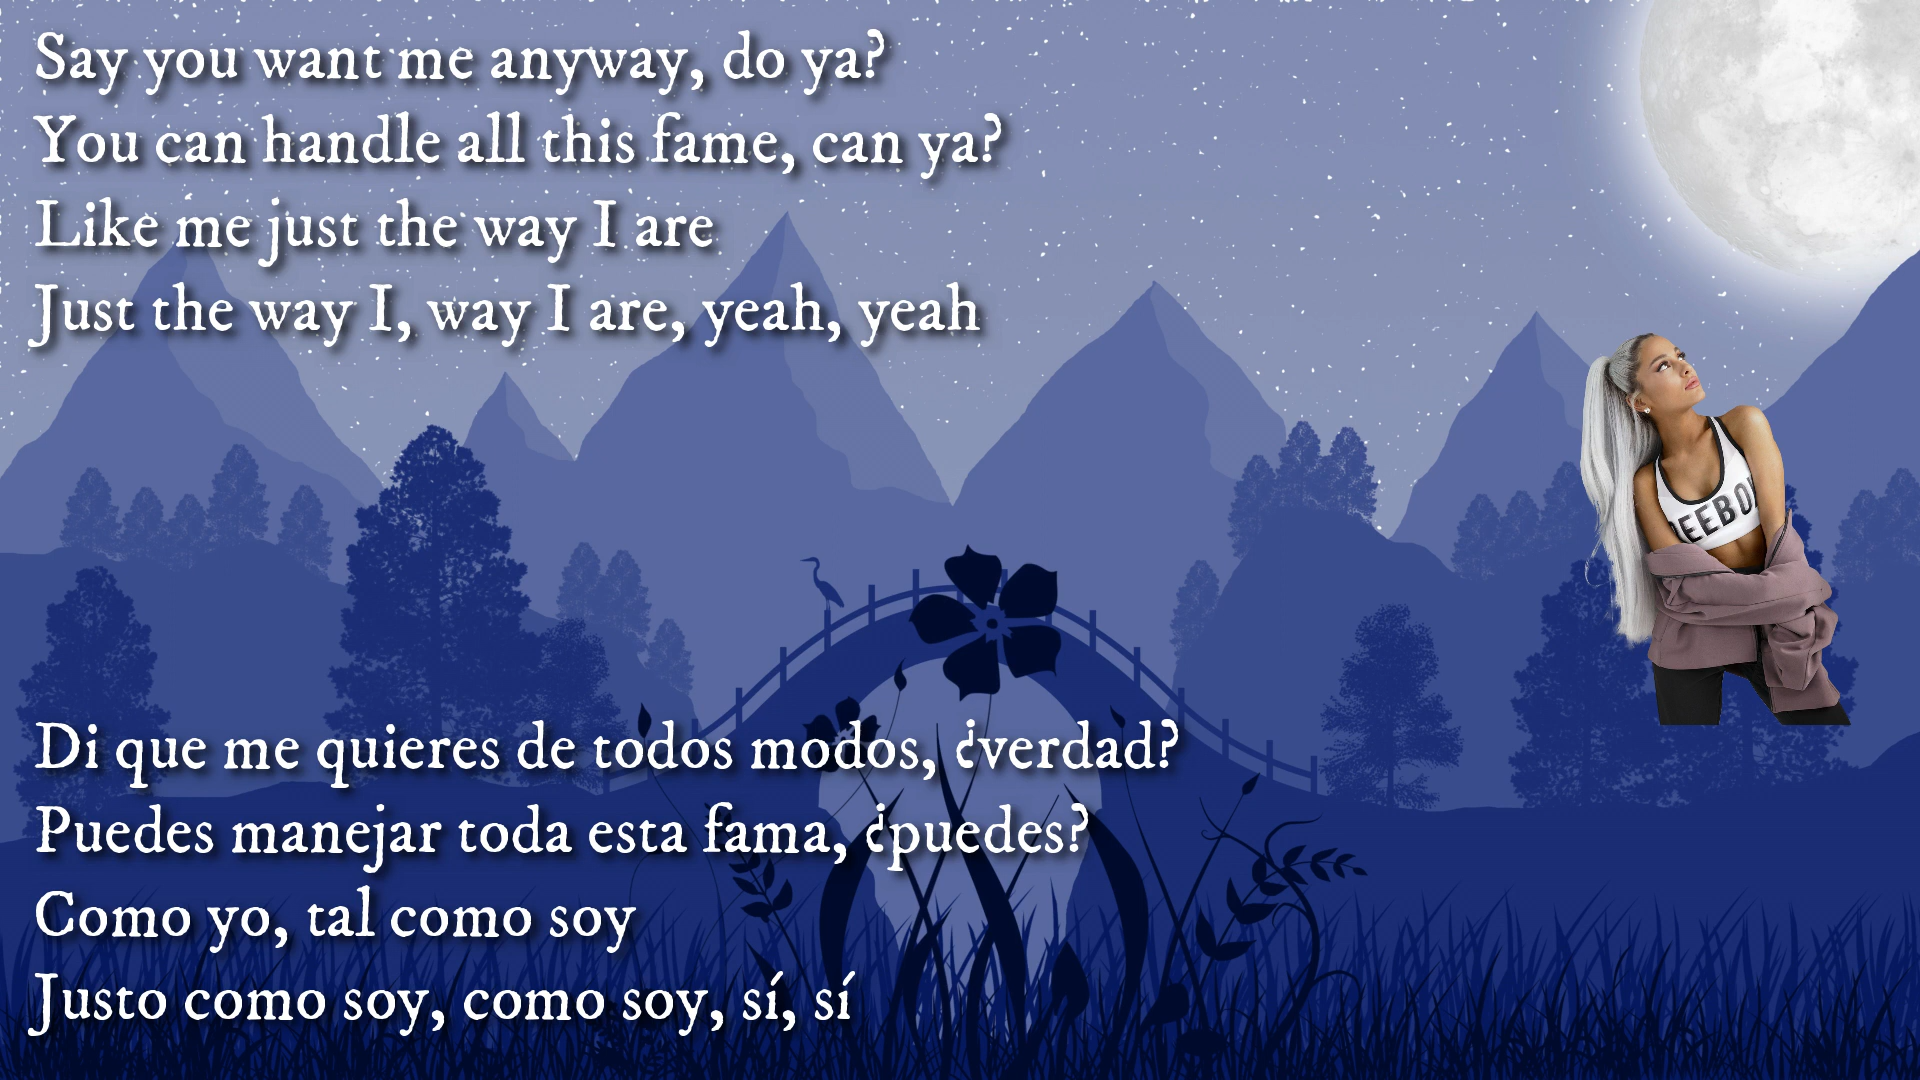 Say you want me anyway, do ya?
You can handle all this fame, can ya?
Like me just the way I are
Just the way I, way I are, yeah, yeah
REEBO
Di que me quieres de todos modos, ¿verdad?
Puedes manejar toda esta fama, ¿puedes?
Como yo, tal como soy
Justo como soy, como soy, sí, sí